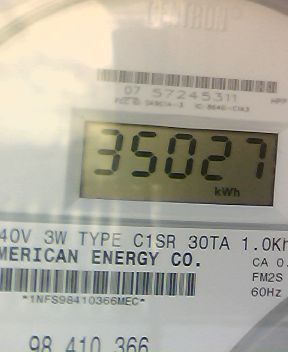 CENTRON
07 57245311
35027
kWh
40V 3W TYPE C1SR 30TA 1.0Kh
MERICAN ENERGY CO.
CA 0.
FM2S
60Hz
*1NFS98410366MEC*
98 410 366